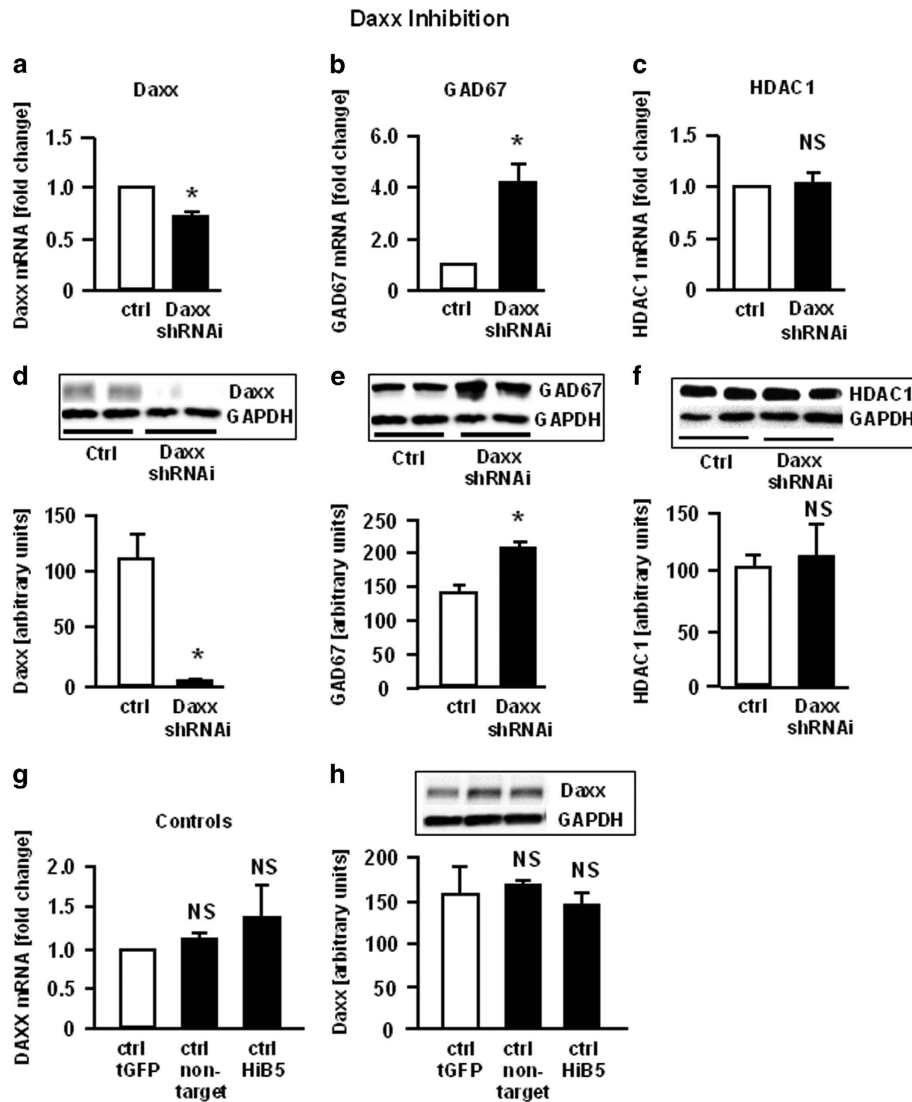 Daxx Inhibition
a
Daxx
Daxx mRNA [fold change]
1.5
1.0
0.5
0
*
ctrl
Daxx
shRNAi
b
GAD67
GAD67 mRNA [fold change]
6.0
4.0
2.0
0
*
ctrl
Daxx
shRNAi
c
HDAC1
HDAC1 mRNA [fold change]
1.5
1.0
0.5
0
NS
ctrl
Daxx
shRNAi
d
Daxx
GAPDH
Ctrl
Daxx
shRNAi
Daxx [arbitrary units]
150
100
50
0
*
ctrl
Daxx
shRNAi
e
GAD67
GAPDH
Ctrl
Daxx
shRNAi
GAD67 [arbitrary units]
250
200
150
100
50
0
*
ctrl
Daxx
shRNAi
f
HDAC1
GAPDH
Ctrl
Daxx
shRNAi
HDAC1 [arbitrary units]
150
100
50
0
NS
ctrl
Daxx
shRNAi
g
Controls
DAXX mRNA [fold change]
2.0
1.5
1.0
0.5
0
NS
NS
ctrl
tGFP
ctrl
non-
target
ctrl
HiB5
h
Daxx
GAPDH
Daxx [arbitrary units]
200
150
100
50
0
NS
NS
ctrl
tGFP
ctrl
non-
target
ctrl
HiB5